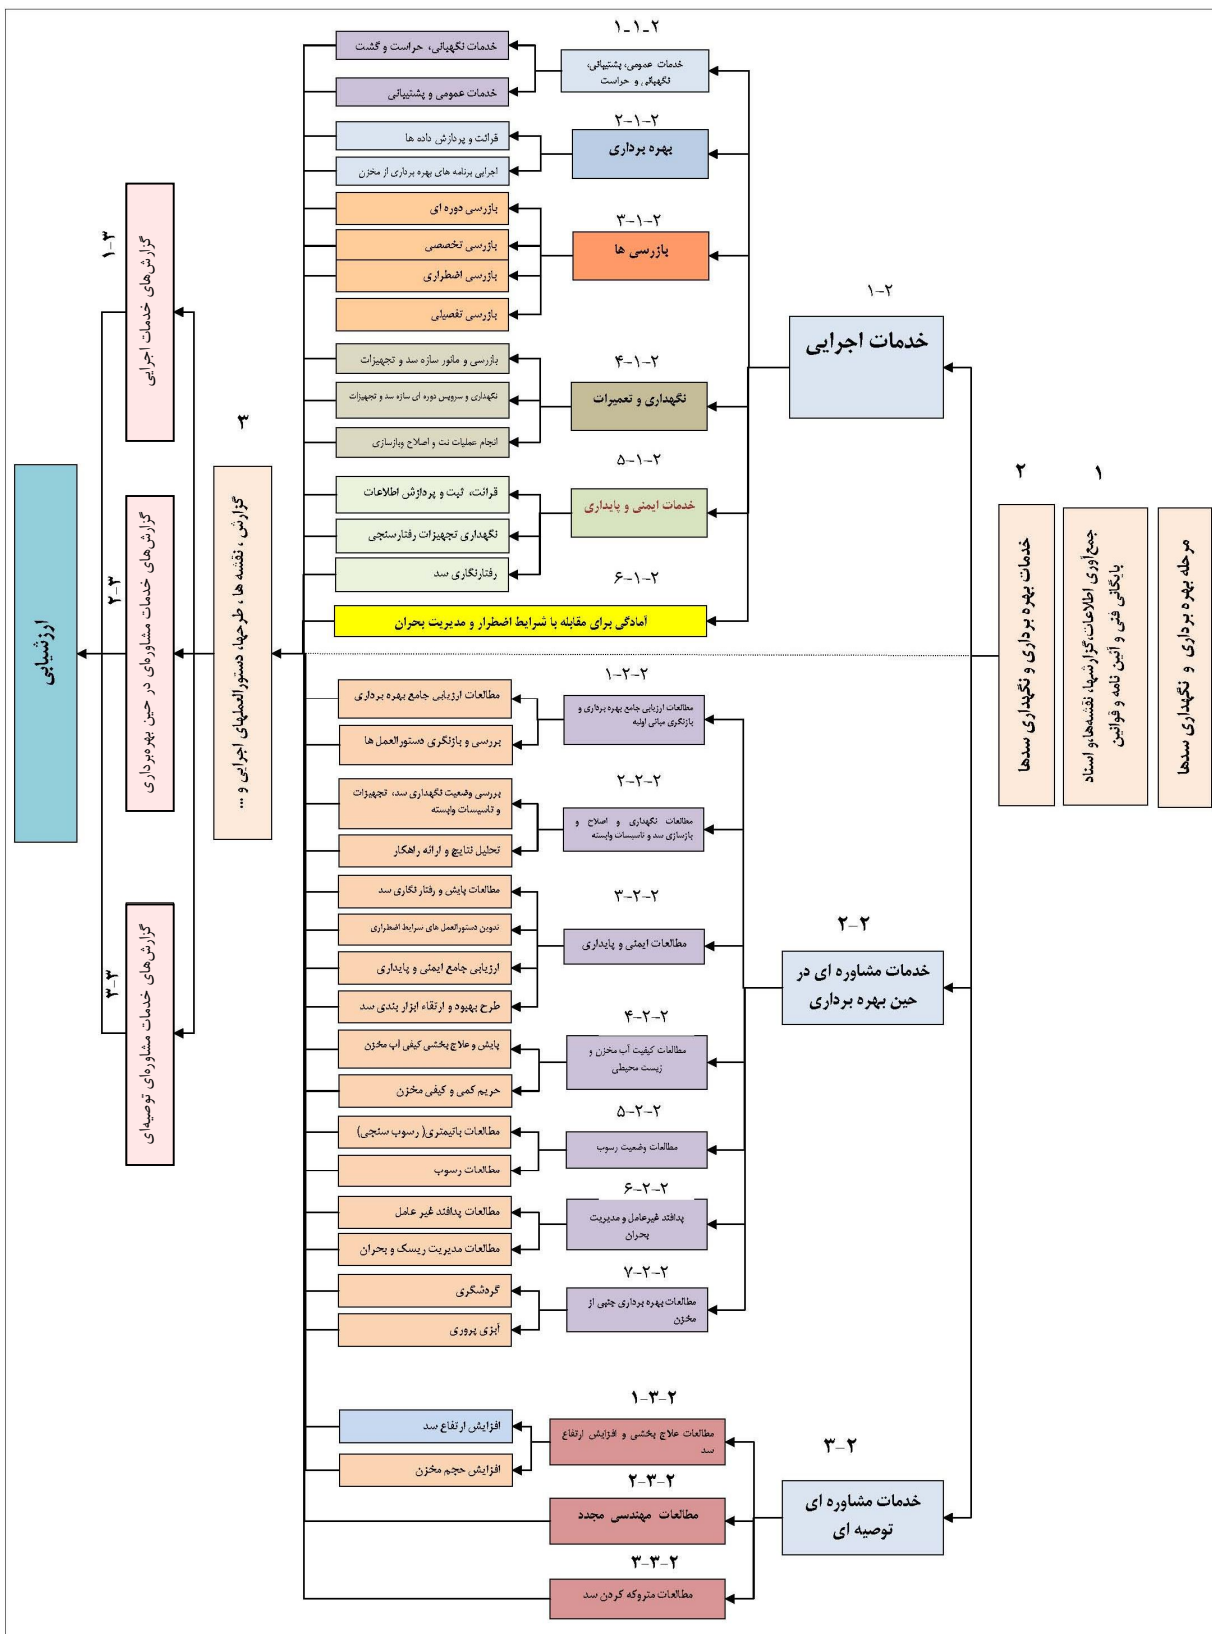 مرحله بهره برداری و نگهداری سدها
۱
جمع‌آوری اطلاعات،گزارشها، نقشه‌ها،و اسناد
بایگانی فنی و آئین نامه و قوانین
۲
خدمات بهره برداری و نگهداری سدها
۱-۲
خدمات اجرایی
۱-۱-۲
خدمات عمومی، پشتیبانی،
نگهبانی و حراست
خدمات نگهبانی، حراست و گشت
خدمات عمومی و پشتیبانی
۲-۱-۲
بهره برداری
قرائت و پردازش داده ها
اجرایی برنامه های بهره برداری از مخزن
۳-۱-۲
بازرسی ها
بازرسی دوره ای
بازرسی تخصصی
بازرسی اضطراری
بازرسی تفصیلی
۴-۱-۲
نگهداری و تعمیرات
بازرسی و مانور سازه سد و تجهیزات
نگهداری و سرویس دوره ای سازه سد و تجهیزات
انجام عملیات نت و اصلاح وبازسازی
۵-۱-۲
خدمات ایمنی و پایداری
قرائت، ثبت و پردازش اطلاعات
نگهداری تجهیزات رفتارسنجی
رفتارنگاری سد
۶-۱-۲
آمادگی برای مقابله با شرایط اضطرار و مدیریت بحران
۲-۲
خدمات مشاوره ای در
حین بهره برداری
۱-۲-۲
مطالعات ارزیابی جامع بهره برداری و
بازنگری مبانی اولیه
مطالعات ارزیابی جامع بهره برداری
بررسی و بازنگری دستورالعمل ها
۲-۲-۲
مطالعات نگهداری و اصلاح و
بازسازی سد و تاسیسات وابسته
بررسی وضعیت نگهداری سد، تجهیزات
و تاسیسات وابسته
تحلیل نتایج و ارائه راهکار
۳-۲-۲
مطالعات ایمنی و پایداری
مطالعات پایش و رفتار نگاری سد
تدوین دستورالعمل های شرایط اضطراری
ارزیابی جامع ایمنی و پایداری
طرح بهبود و ارتقاء ابزار بندی سد
۴-۲-۲
مطالعات کیفیت آب مخزن و
زیست محیطی
پایش و علاج بخشی کیفی آب مخزن
حریم کمی و کیفی مخزن
۵-۲-۲
مطالعات وضعیت رسوب
مطالعات باتیمتری( رسوب سنجی)
مطالعات رسوب
۶-۲-۲
پدافند غیرعامل و مدیریت
بحران
مطالعات پدافند غیر عامل
مطالعات مدیریت ریسک و بحران
۷-۲-۲
مطالعات بهره برداری جنبی از
مخزن
گردشگری
آبزی پروری
۳-۲
خدمات مشاوره ای
توصیه ای
۱-۳-۲
مطالعات علاج بخشی و افزایش ارتفاع
سد
افزایش ارتفاع سد
افزایش حجم مخزن
۲-۳-۲
مطالعات مهندسی مجدد
۳-۳-۲
مطالعات متروکه کردن سد
۳
گزارش ، نقشه ها ، طرحها، دستورالعملهای اجرایی و ...
۱-۳
گزارش‌های خدمات اجرایی
۲-۳
گزارش‌های خدمات مشاوره‌ای در حین بهره‌برداری
۳-۳
گزارش‌های خدمات مشاوره‌ای توصیه‌ای
ارزشیابی